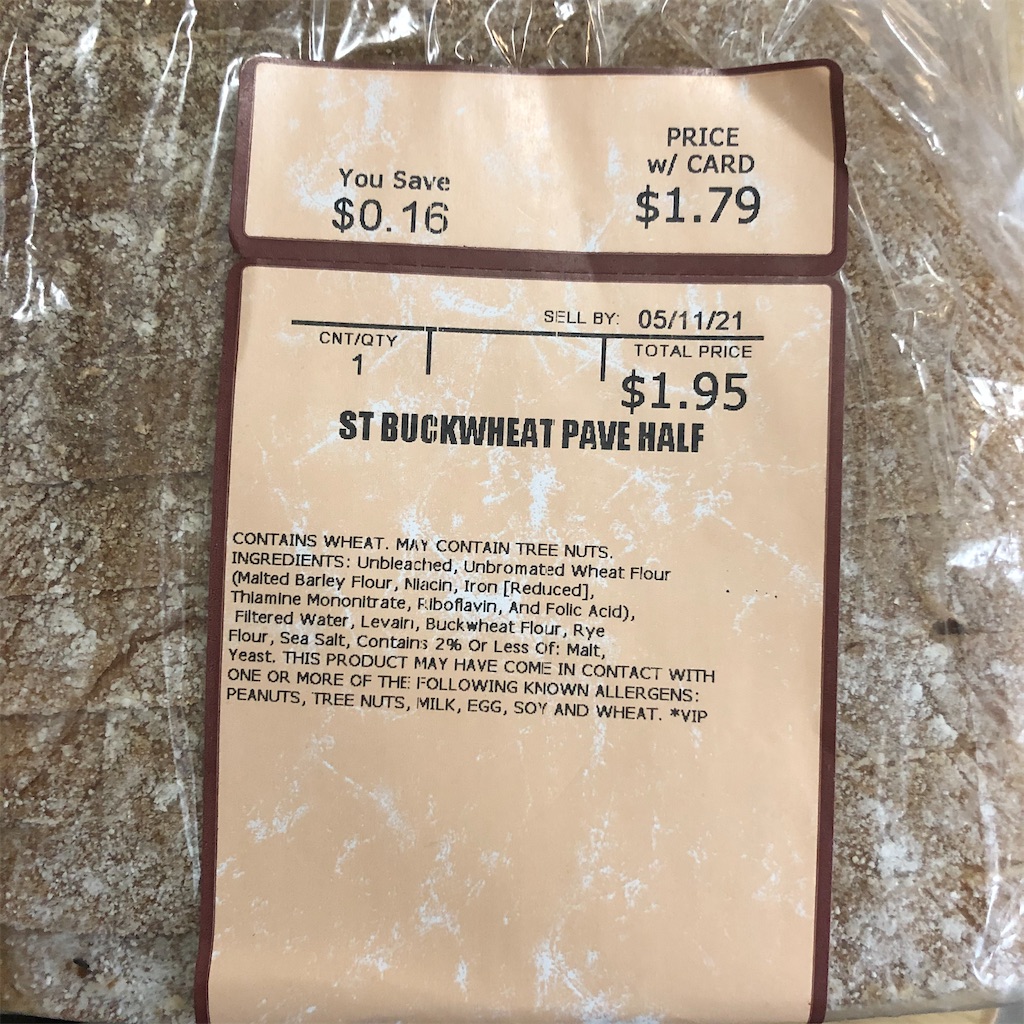 You Save
$0.16
PRICE
w/ CARD
$1.79
SELL BY: 05/11/21
CNT/QTY
1
TOTAL PRICE
$1.95
ST BUCKWHEAT PAVE HALF
CONTAINS WHEAT. MAY CONTAIN TREE NUTS.
INGREDIENTS: Unbleached, Unbromated Wheat Flour
(Malted Barley Flour, Niacin, Iron [Reduced],
Thiamine Mononitrate, Riboflavin, And Folic Acid),
Filtered Water, Levain, Buckwheat Flour, Rye
Flour, Sea Salt, Contains 2% Or Less Of: Malt,
Yeast. THIS PRODUCT MAY HAVE COME IN CONTACT WITH
ONE OR MORE OF THE FOLLOWING KNOWN ALLERGENS:
PEANUTS, TREE NUTS, MILK, EGG, SOY AND WHEAT. *VIP